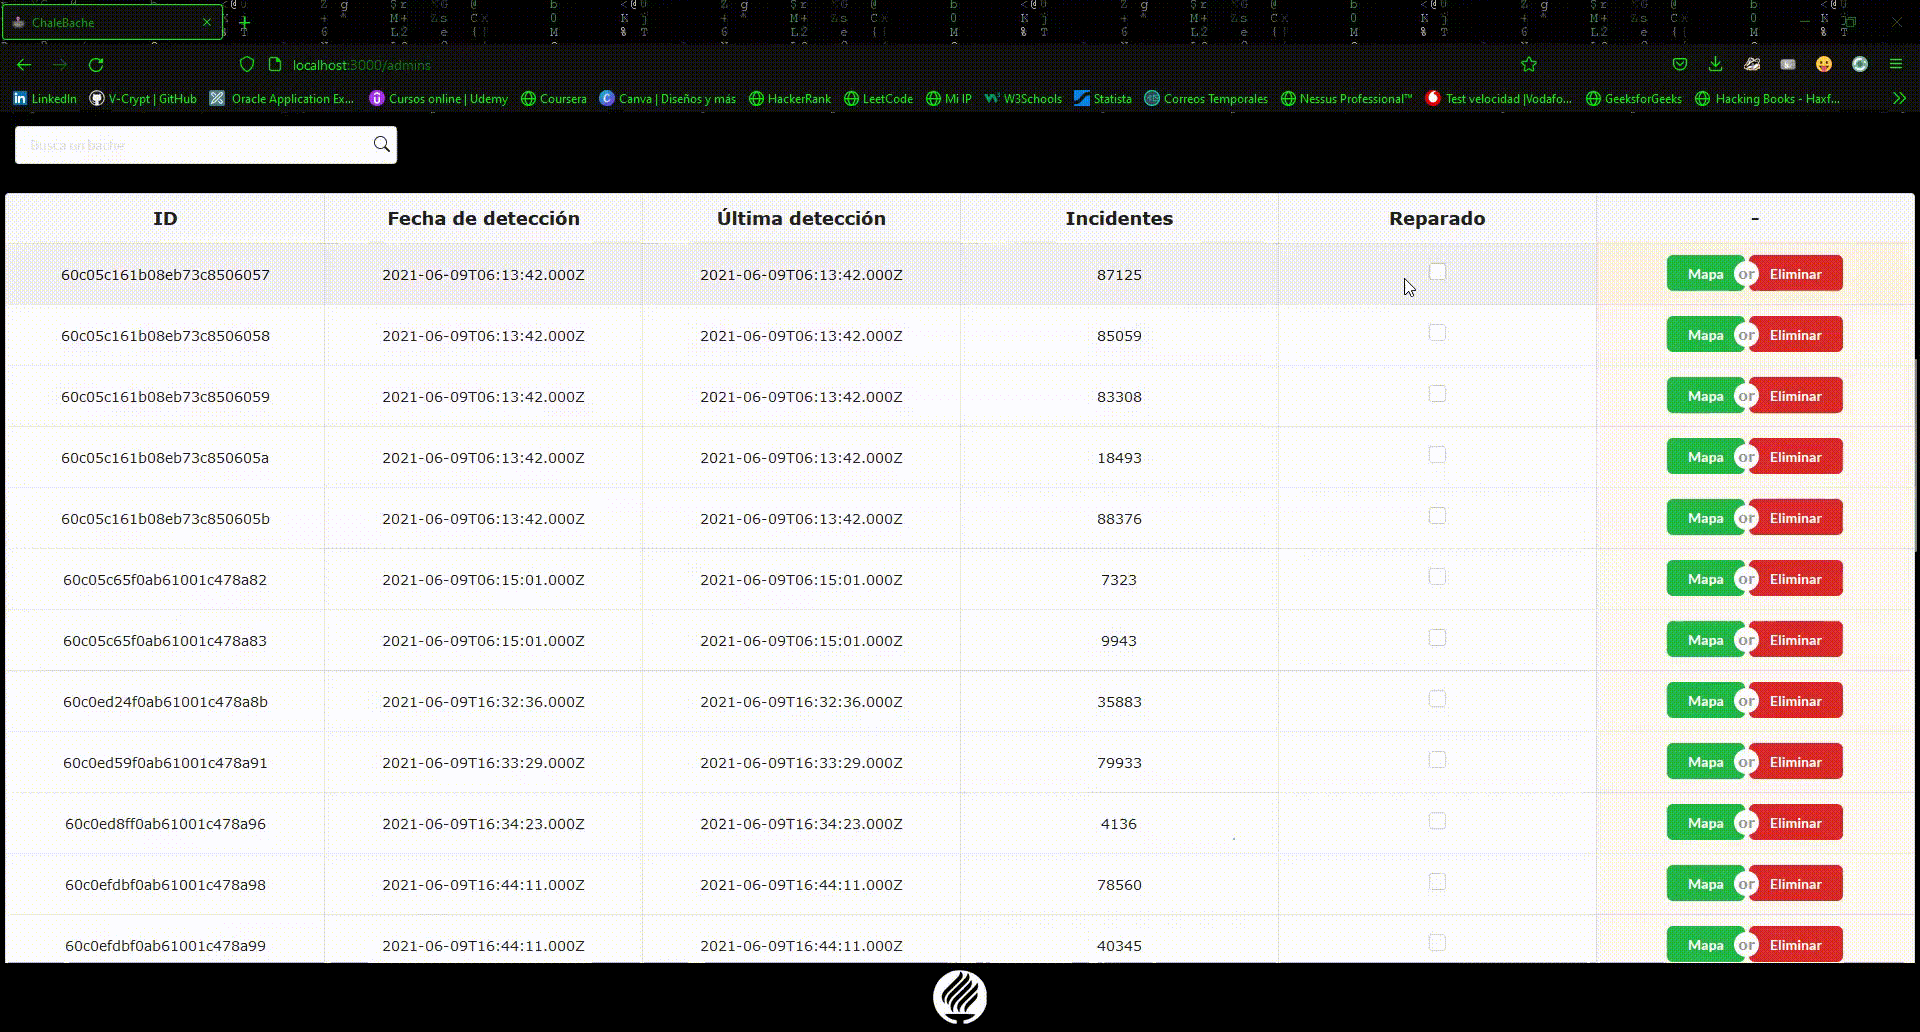 ChaleBache
localhost:3000/admins
LinkedIn V-Crypt | GitHub Oracle Application Ex... Cursos online | Udemy Coursera Canva | Diseños y más HackerRank LeetCode Mi IP W3Schools Statista Correos Temporales Nessus Professional™ Test velocidad |Vodafo... GeeksforGeeks Hacking Books - Haxf...
Busca un bache
ID Fecha de detección Última detección Incidentes Reparado -
60c05c161b08eb73c8506057 2021-06-09T06:13:42.000Z 2021-06-09T06:13:42.000Z 87125 Mapa or Eliminar
60c05c161b08eb73c8506058 2021-06-09T06:13:42.000Z 2021-06-09T06:13:42.000Z 85059 Mapa or Eliminar
60c05c161b08eb73c8506059 2021-06-09T06:13:42.000Z 2021-06-09T06:13:42.000Z 83308 Mapa or Eliminar
60c05c161b08eb73c850605a 2021-06-09T06:13:42.000Z 2021-06-09T06:13:42.000Z 18493 Mapa or Eliminar
60c05c161b08eb73c850605b 2021-06-09T06:13:42.000Z 2021-06-09T06:13:42.000Z 88376 Mapa or Eliminar
60c05c65f0ab61001c478a82 2021-06-09T06:15:01.000Z 2021-06-09T06:15:01.000Z 7323 Mapa or Eliminar
60c05c65f0ab61001c478a83 2021-06-09T06:15:01.000Z 2021-06-09T06:15:01.000Z 9943 Mapa or Eliminar
60c0ed24f0ab61001c478a8b 2021-06-09T16:32:36.000Z 2021-06-09T16:32:36.000Z 35883 Mapa or Eliminar
60c0ed59f0ab61001c478a91 2021-06-09T16:33:29.000Z 2021-06-09T16:33:29.000Z 79933 Mapa or Eliminar
60c0ed8ff0ab61001c478a96 2021-06-09T16:34:23.000Z 2021-06-09T16:34:23.000Z 4136 Mapa or Eliminar
60c0efdbf0ab61001c478a98 2021-06-09T16:44:11.000Z 2021-06-09T16:44:11.000Z 78560 Mapa or Eliminar
60c0efdbf0ab61001c478a99 2021-06-09T16:44:11.000Z 2021-06-09T16:44:11.000Z 40345 Mapa or Eliminar